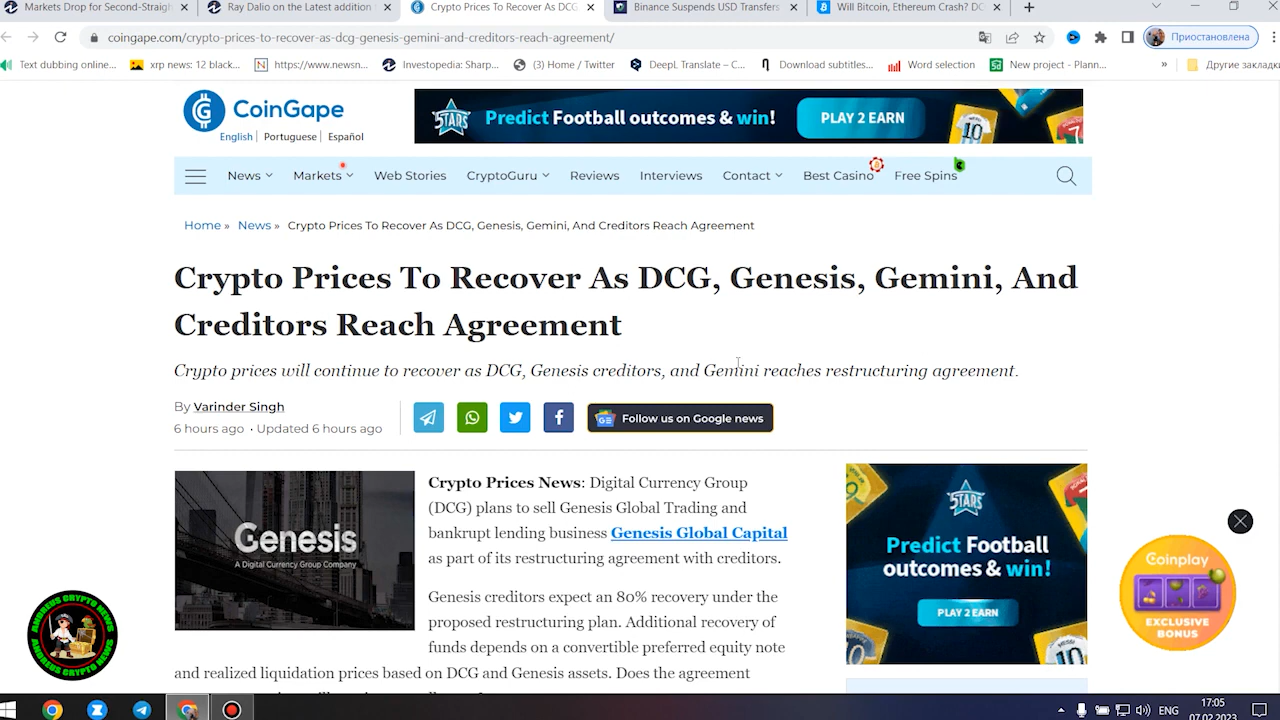 Markets Drop for Second-Straigh
Ray Dalio on the Latest addition
Crypto Prices To Recover As DCG
Binance Suspends USD Transfers
Will Bitcoin, Ethereum Crash? DC
coingape.com/crypto-prices-to-recover-as-dcg-genesis-gemini-and-creditors-reach-agreement/
Приостановлена
Text dubbing online...
xrp news: 12 black...
https://www.newsn...
Investopedia: Sharp...
(3) Home / Twitter
DeepL Translate – C...
Download subtitles...
Word selection
New project - Plann...
»
Другие закладки
CoinGape
English | Portuguese | Español
STARS
Predict Football outcomes & win!
PLAY 2 EARN
10
News
Markets
Web Stories
CryptoGuru
Reviews
Interviews
Contact
Best Casino
Free Spins
Home » News » Crypto Prices To Recover As DCG, Genesis, Gemini, And Creditors Reach Agreement
Crypto Prices To Recover As DCG, Genesis, Gemini, And
Creditors Reach Agreement
Crypto prices will continue to recover as DCG, Genesis creditors, and Gemini reaches restructuring agreement.
By Varinder Singh
6 hours ago · Updated 6 hours ago
Follow us on Google news
Genesis
A Digital Currency Group Company
Crypto Prices News: Digital Currency Group
(DCG) plans to sell Genesis Global Trading and
bankrupt lending business Genesis Global Capital
as part of its restructuring agreement with creditors.
Genesis creditors expect an 80% recovery under the
proposed restructuring plan. Additional recovery of
funds depends on a convertible preferred equity note
and realized liquidation prices based on DCG and Genesis assets. Does the agreement
STARS
Predict Football
outcomes & win!
PLAY 2 EARN
MESSI
10
Coinplay
EXCLUSIVE
BONUS
ANDREUS CRYPTO NEWS
ANDREUS CRYPTO NEWS
ENG
17:05
07.02.2023